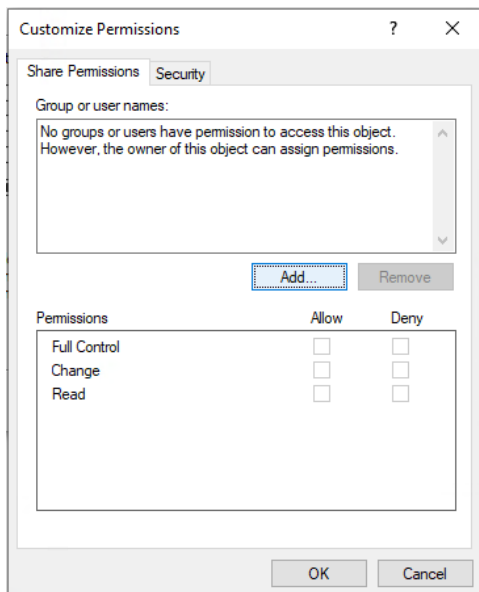 Customize Permissions
?
Share Permissions
Security
Group or user names:
No groups or users have permission to access this object.
However, the owner of this object can assign permissions.
Add...
Remove
Permissions
Allow
Deny
Full Control
Change
Read
OK
Cancel